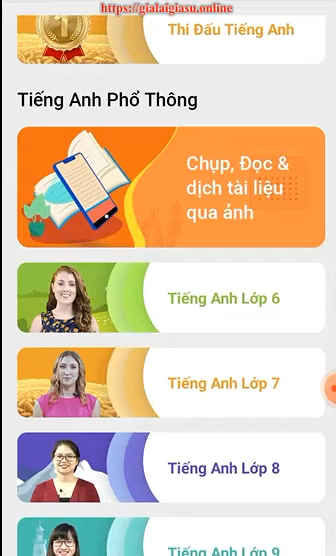 https://gialaigiasu.online
Thi Đấu Tiếng Anh
Tiếng Anh Phổ Thông
Chụp, Đọc &
dịch tài liệu
qua ảnh
Tiếng Anh Lớp 6
Tiếng Anh Lớp 7
Tiếng Anh Lớp 8
Tiếng Anh Lớp 9